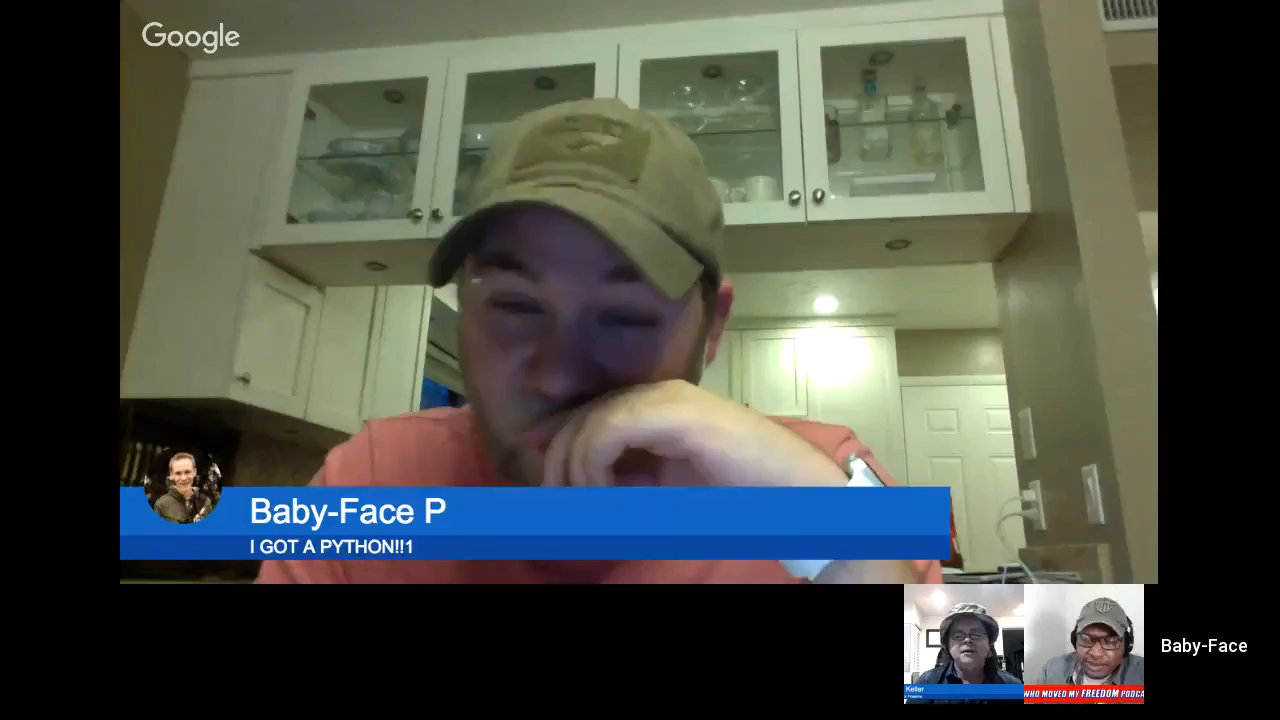 Google
Baby-Face P
I GOT A PYTHON!!1
Keller
WHO MOVED MY FREEDOM PODCA
Baby-Face